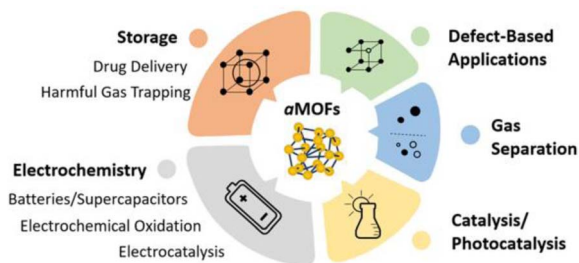 Storage
Drug Delivery
Harmful Gas Trapping
Defect-Based
Applications
aMOFs
Gas
Separation
Electrochemistry
Batteries/Supercapacitors
Electrochemical Oxidation
Electrocatalysis
+
-
Catalysis/
Photocatalysis